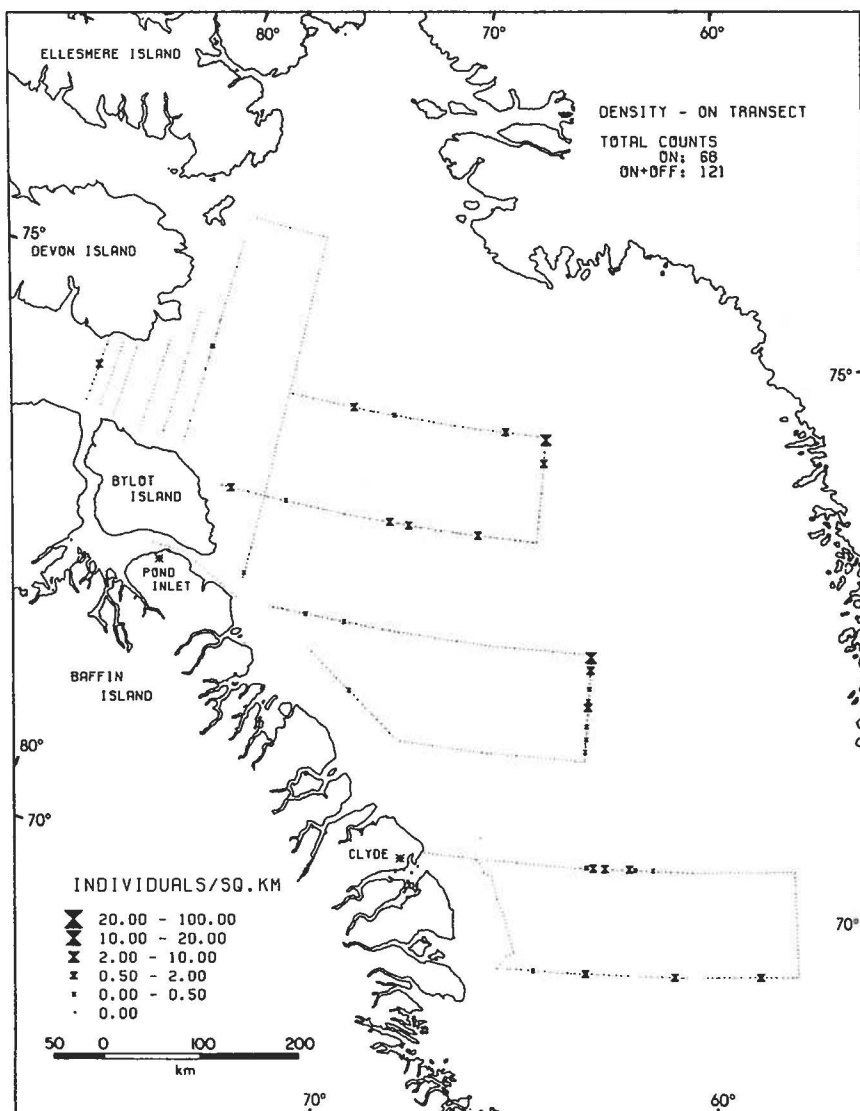 80°
70°
60°
ELLESMERE ISLAND
DENSITY - ON TRANSECT
TOTAL COUNTS
ON: 68
ON+OFF: 121
75°
DEVON ISLAND
75°
BYLOT
ISLAND
POND
INLET
BAFFIN
ISLAND
80°
70°
CLYDE
INDIVIDUALS/SQ.KM
20.00 - 100.00
10.00 - 20.00
2.00 - 10.00
0.50 - 2.00
0.00 - 0.50
0.00
70°
50 0 100 200
km
70°
60°